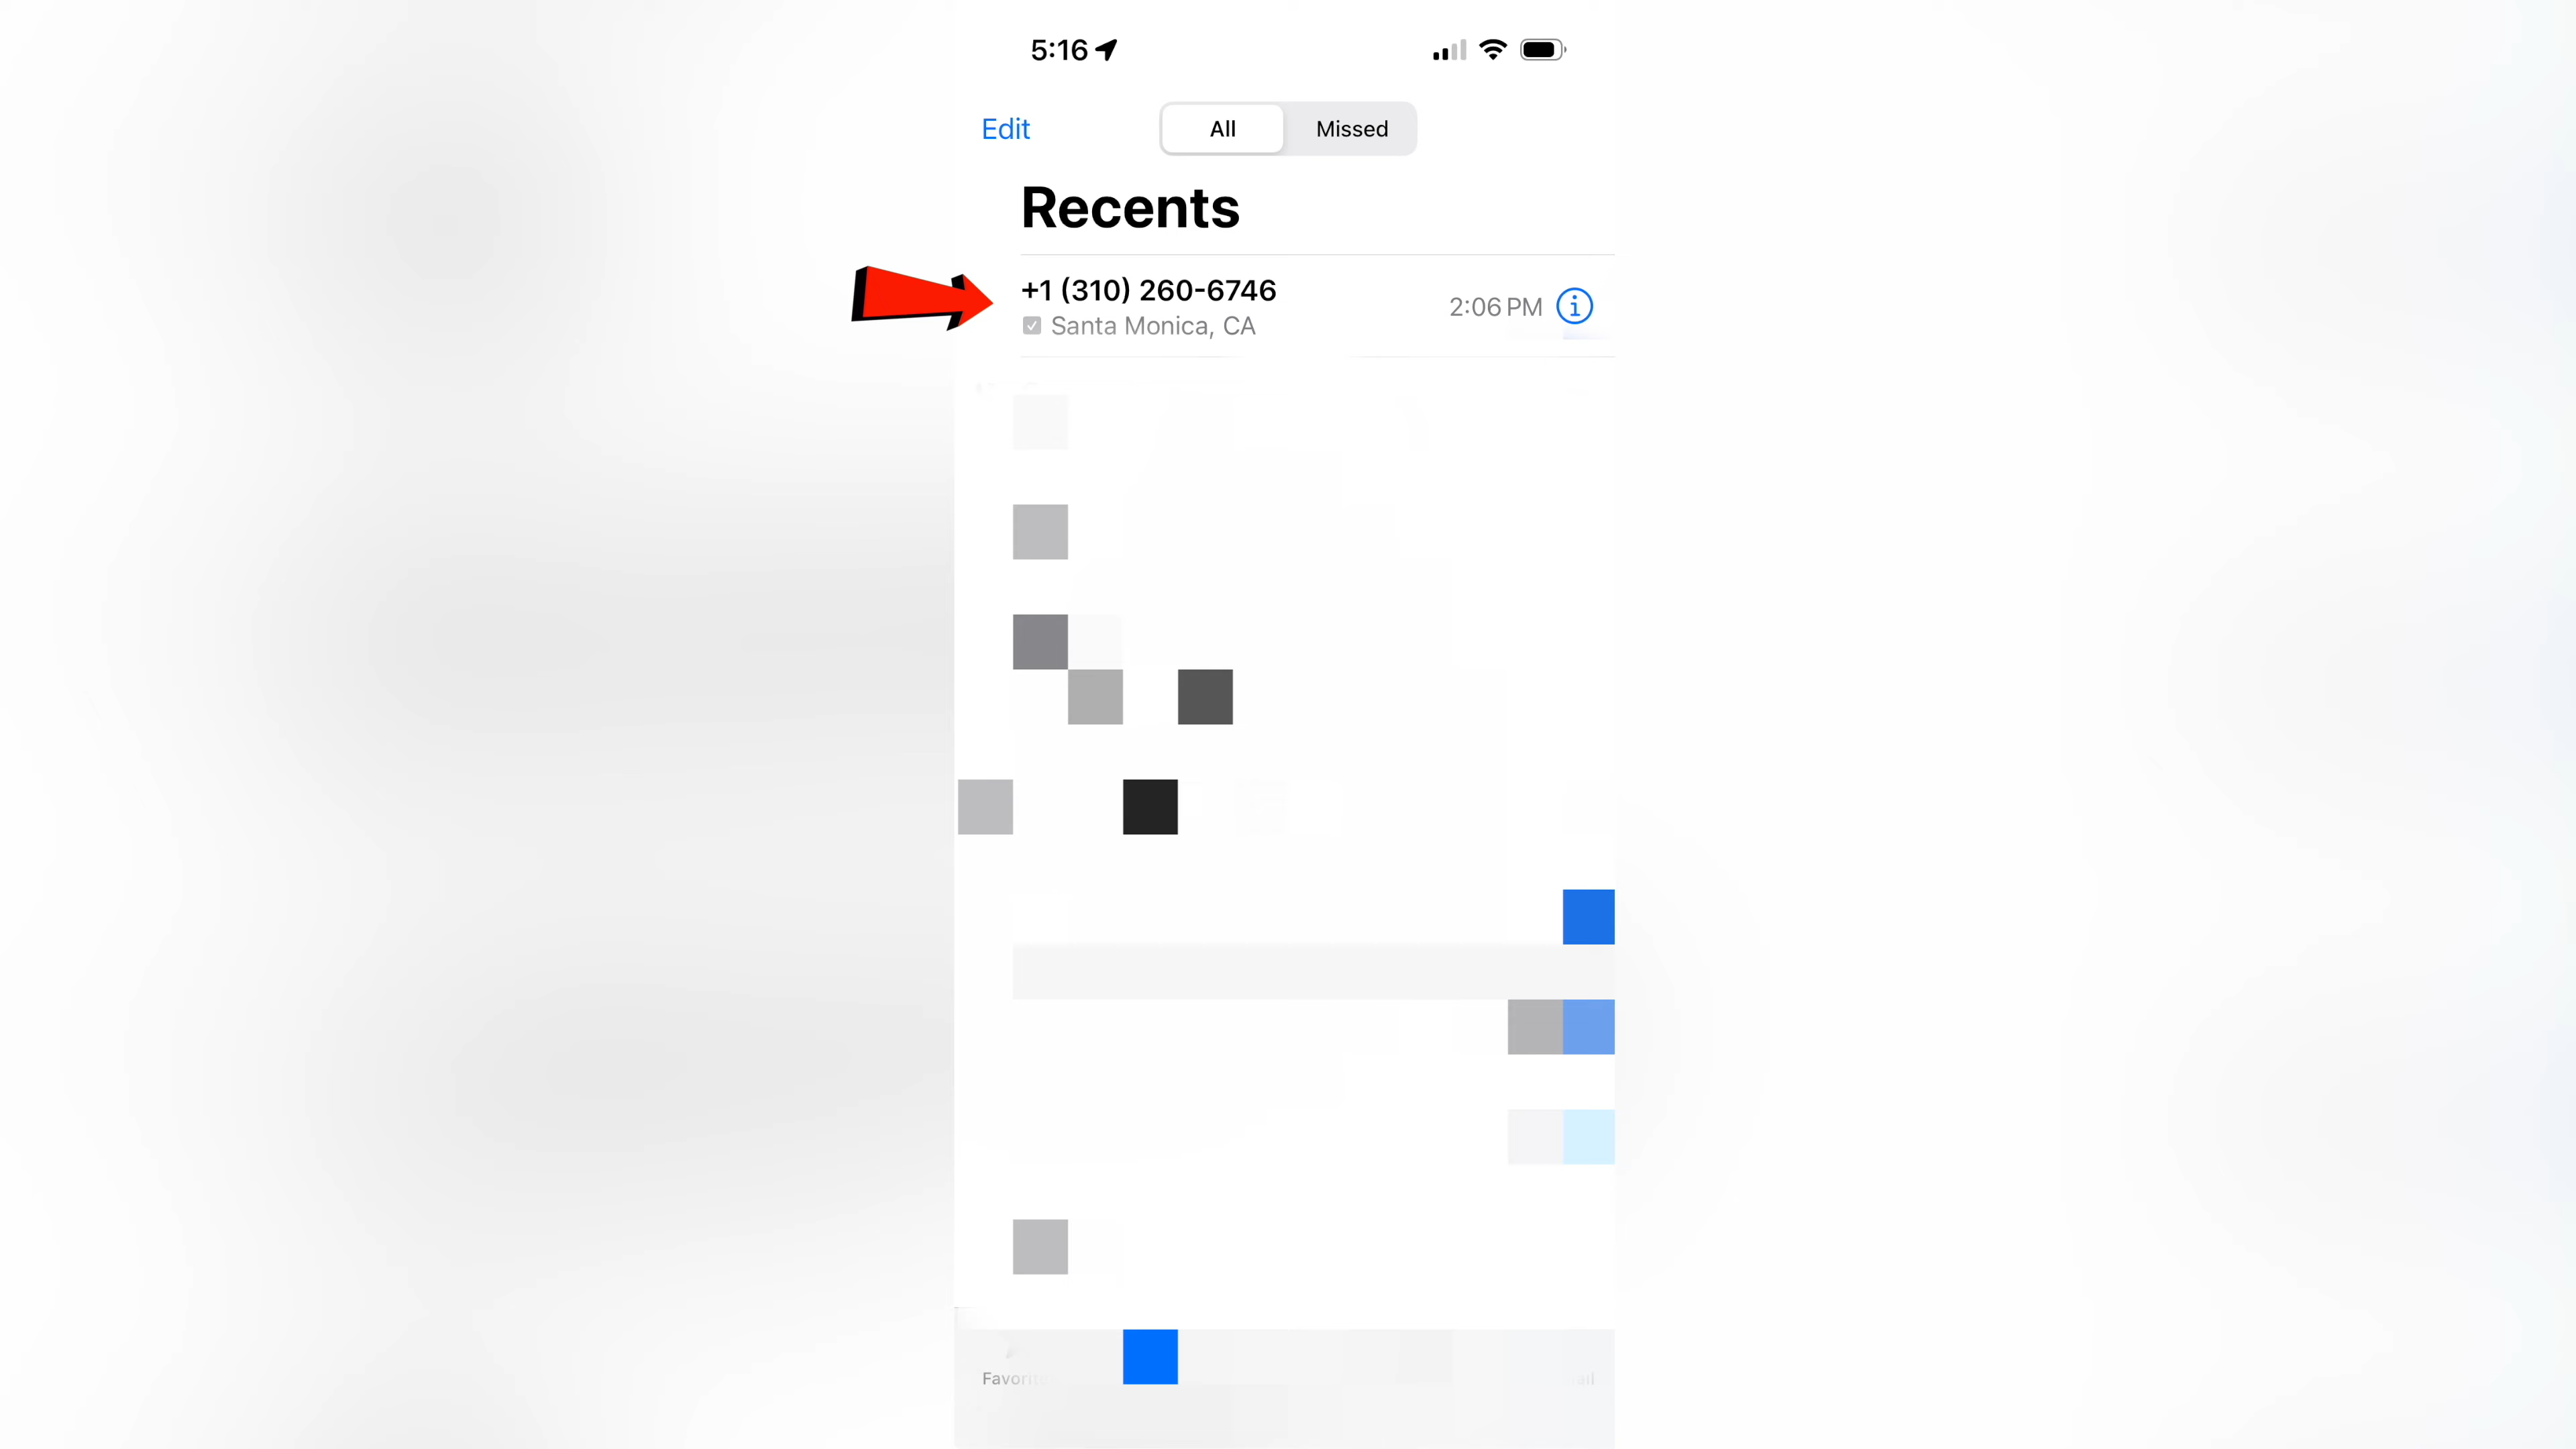 5:16
Edit
All
Missed
Recents
+1 (310) 260-6746
Santa Monica, CA
2:06 PM